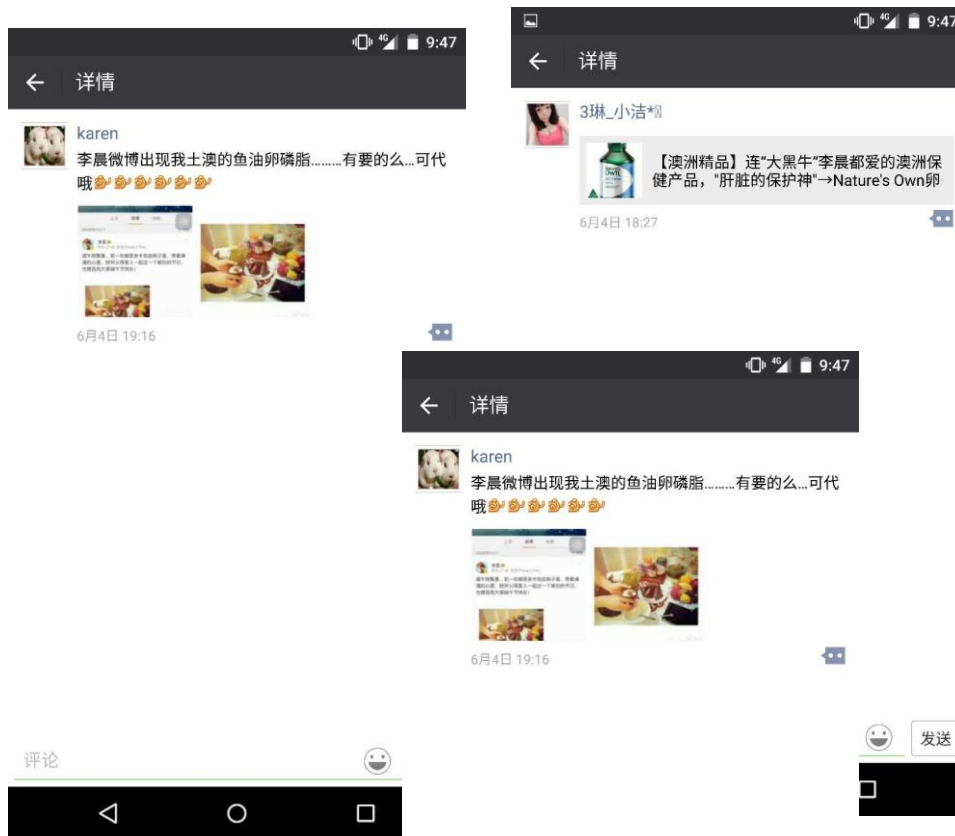 4G 9:47
详情
karen
李晨微博出现我土澳的鱼油卵磷脂………有要的么…可代
哦
6月4日 19:16
评论
4G 9:47
详情
3琳_小洁*
【澳洲精品】连"大黑牛"李晨都爱的澳洲保
健产品，"肝脏的保护神"→Nature's Own卵
6月4日 18:27
4G 9:47
详情
karen
李晨微博出现我土澳的鱼油卵磷脂………有要的么…可代
哦
6月4日 19:16
发送